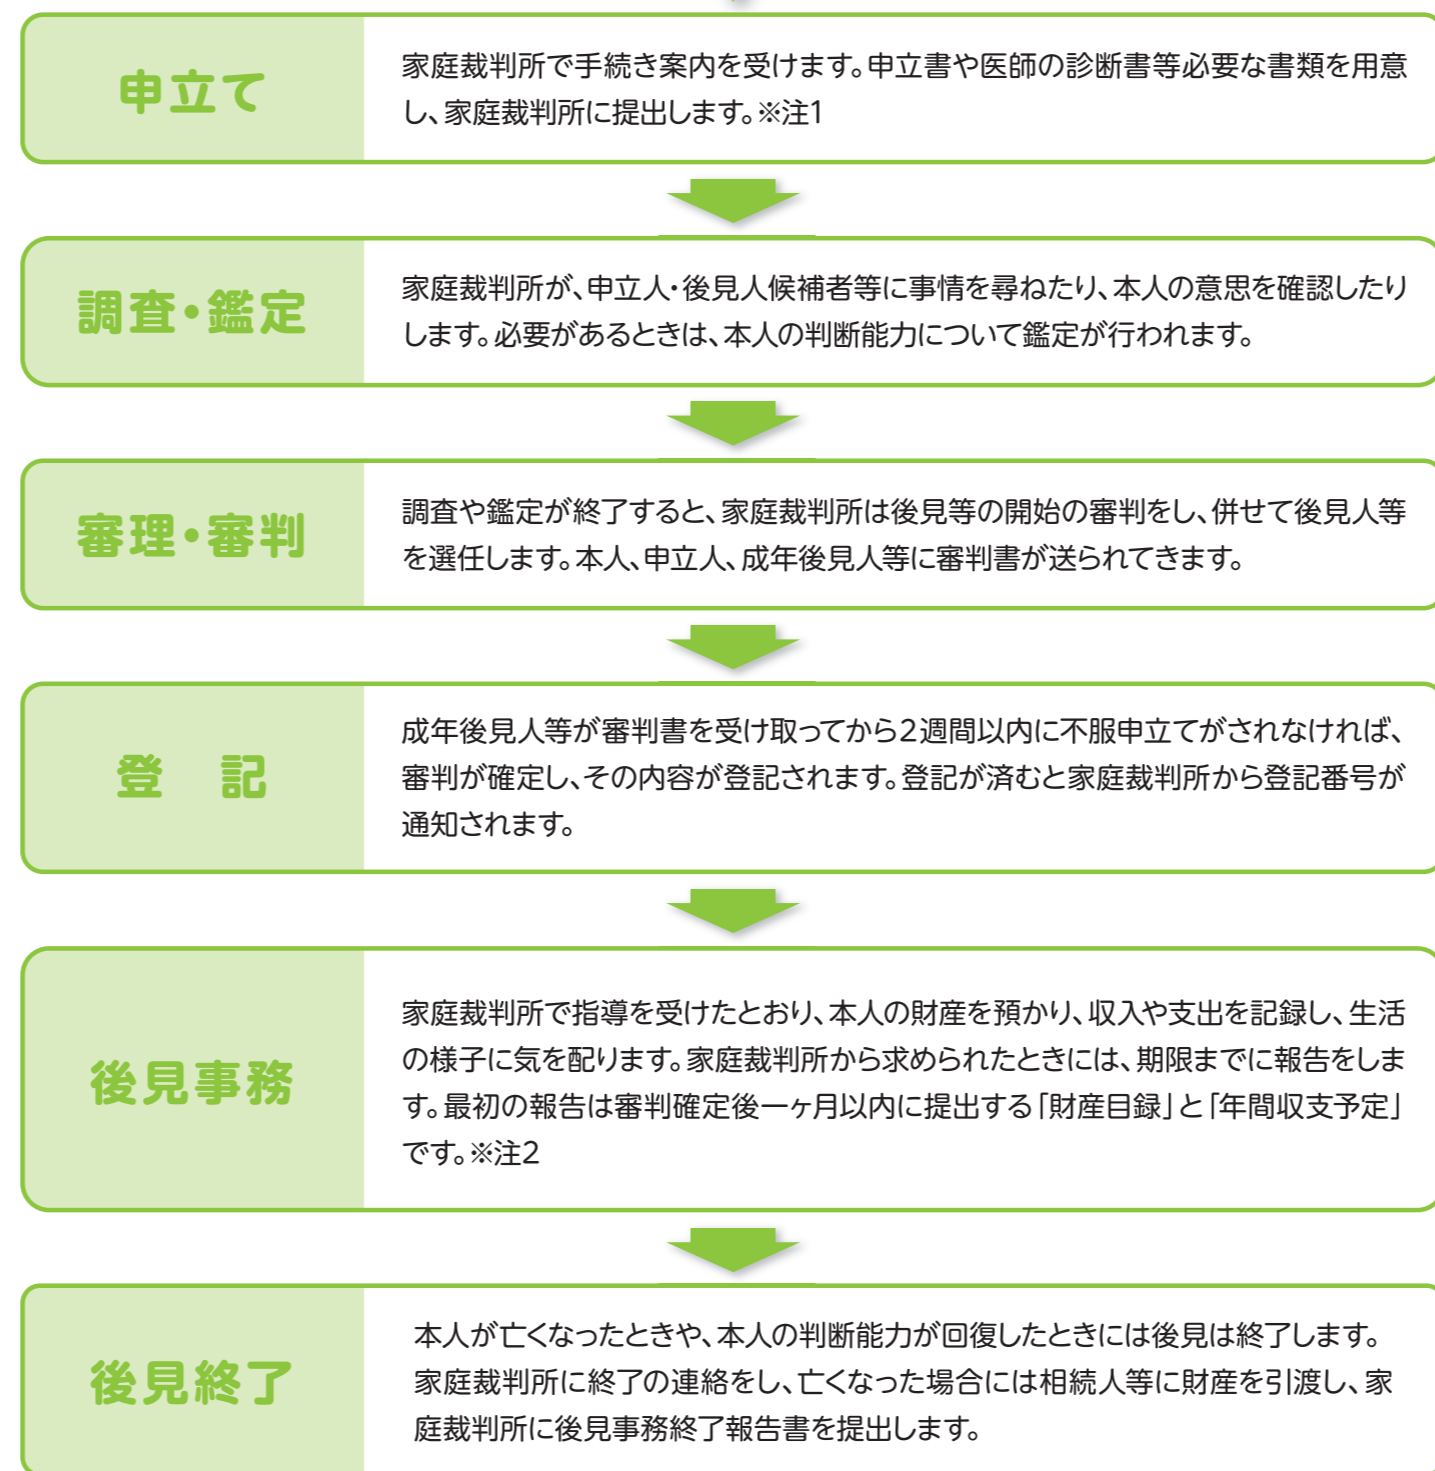 申立て
家庭裁判所で手続き案内を受けます。申立書や医師の診断書等必要な書類を用意
し、家庭裁判所に提出します。※注1
調査・鑑定
家庭裁判所が、申立人・後見人候補者等に事情を尋ねたり、本人の意思を確認したり
します。必要があるときは、本人の判断能力について鑑定が行われます。
審理・審判
調査や鑑定が終了すると、家庭裁判所は後見等の開始の審判をし、併せて後見人等
を選任します。本人、申立人、成年後見人等に審判書が送られてきます。
登　記
成年後見人等が審判書を受け取ってから2週間以内に不服申立てがされなければ、
審判が確定し、その内容が登記されます。登記が済むと家庭裁判所から登記番号が
通知されます。
後見事務
家庭裁判所で指導を受けたとおり、本人の財産を預かり、収入や支出を記録し、生活
の様子に気を配ります。家庭裁判所から求められたときには、期限までに報告をしま
す。最初の報告は審判確定後一ヶ月以内に提出する「財産目録」と「年間収支予定」
です。※注2
後見終了
本人が亡くなったときや、本人の判断能力が回復したときには後見は終了します。
家庭裁判所に終了の連絡をし、亡くなった場合には相続人等に財産を引渡し、家
庭裁判所に後見事務終了報告書を提出します。